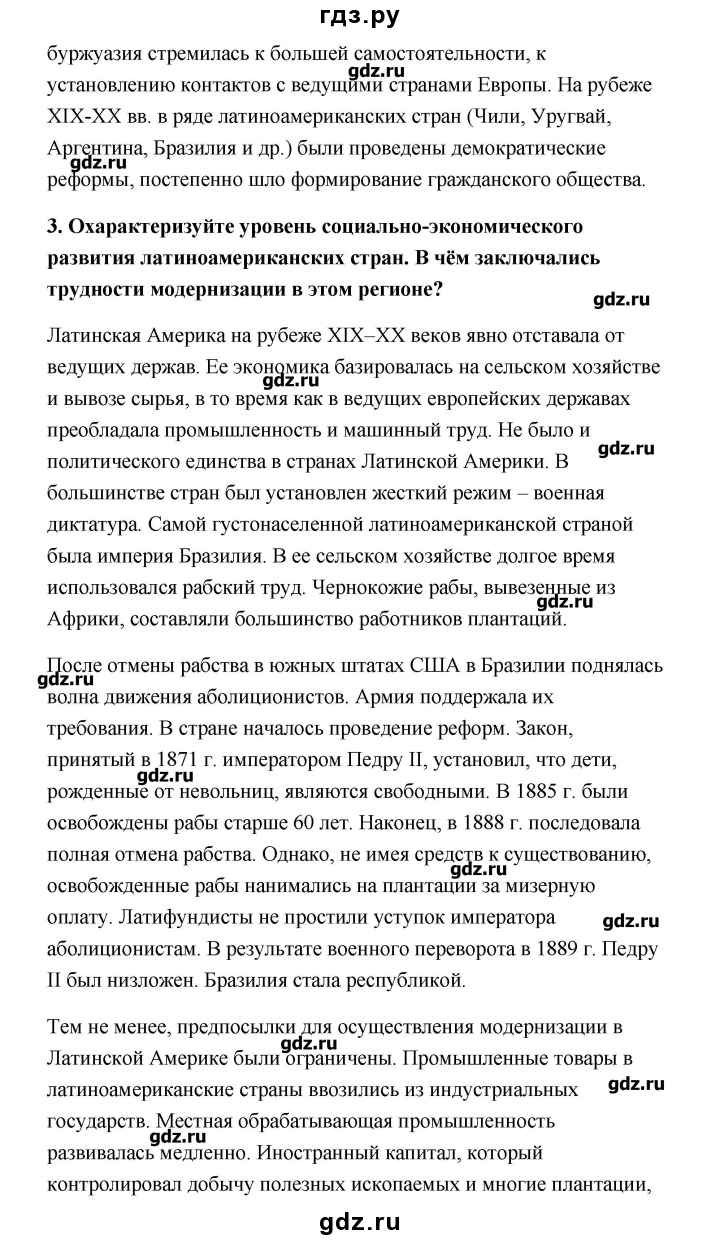 гдз.ру
буржуазия стремилась к большей самостоятельности, к
gdz.ru
установлению контактов с ведущими странами Европы. На рубеже
XIX-XX вв. в ряде латиноамериканских стран (Чили, Уругвай,
Аргентина, Бразилия и др.) были проведены демократические
gdz.ru
реформы, постепенно шло формирование гражданского общества.
3. Охарактеризуйте уровень социально-экономического
развития латиноамериканских стран. В чём заключались
трудности модернизации в этом регионе?
gdz.ru
Латинская Америка на рубеже XIX–XX веков явно отставала от
ведущих держав. Ее экономика базировалась на сельском хозяйстве
gdz.ru
и вывозе сырья, в то время как в ведущих европейских державах
преобладала промышленность и машинный труд. Не было и
gdz.ru
политического единства в странах Латинской Америки. В
большинстве стран был установлен жесткий режим – военная
диктатура. Самой густонаселенной латиноамериканской страной
была империя Бразилия. В ее сельском хозяйстве долгое время
использовался рабский труд. Чернокожие рабы, вывезенные из
gdz.ru
Африки, составляли большинство работников плантаций.
После отмены рабства в южных штатах США в Бразилии поднялась
gdz.ru
волна движения аболиционистов. Армия поддержала их
требования. В стране началось проведение реформ. Закон,
принятый в 1871 г. императором Педру II, установил, что дети,
gdz.ru
рожденные от невольниц, являются свободными. В 1885 г. были
освобождены рабы старше 60 лет. Наконец, в 1888 г. последовала
полная отмена рабства. Однако, не имея средств к существованию,
gdz.ru
освобожденные рабы нанимались на плантации за мизерную
оплату. Латифундисты не простили уступок императора
gdz.ru
аболиционистам. В результате военного переворота в 1889 г. Педру
II был низложен. Бразилия стала республикой.
Тем не менее, предпосылки для осуществления модернизации в
gdz.ru
Латинской Америке были ограничены. Промышленные товары в
gdz.ru
латиноамериканские страны ввозились из индустриальных
государств. Местная обрабатывающая промышленность
gdz.ru
развивалась медленно. Иностранный капитал, который
контролировал добычу полезных ископаемых и многие плантации,
gdz.ru